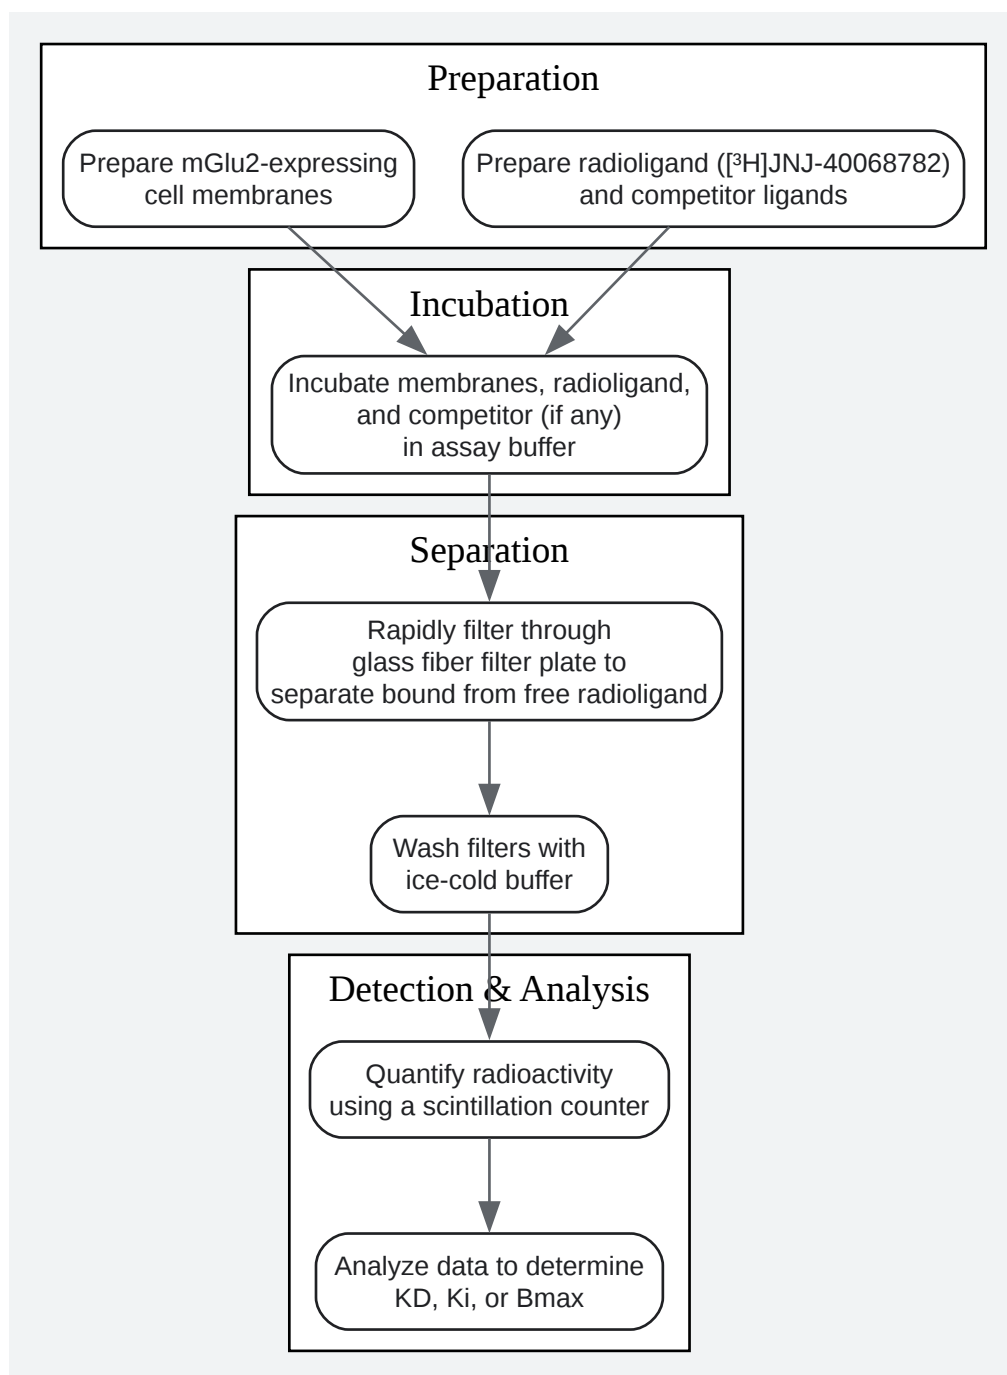 Preparation
Prepare mGlu2-expressing
cell membranes
Prepare radioligand ([³H]JNJ-40068782)
and competitor ligands
Incubation
Incubate membranes, radioligand,
and competitor (if any)
in assay buffer
Separation
Rapidly filter through
glass fiber filter plate to
separate bound from free radioligand
Wash filters with
ice-cold buffer
Detection & Analysis
Quantify radioactivity
using a scintillation counter
Analyze data to determine
KD, Ki, or Bmax